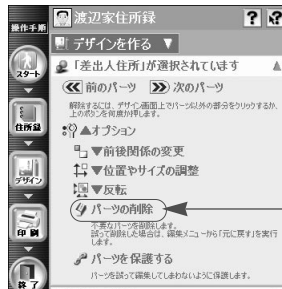 操作手順
渡辺家住所録
デザインを作る ▼
スタート
「差出人住所」が選択されています
前のパーツ 次のパーツ
解除するには、デザイン画面上でパーツ以外の部分をクリックするか、
上のボタンを何度か押します。
住所録
▲オプション
▼前後関係の変更
▼位置やサイズの調整
デザイン
▼反転
パーツの削除
不要なパーツを削除します。
誤って削除した場合は、編集メニューから「元に戻す」を実行
します。
印刷
パーツを保護する
パーツを誤って編集してしまわないように保護します。
終了